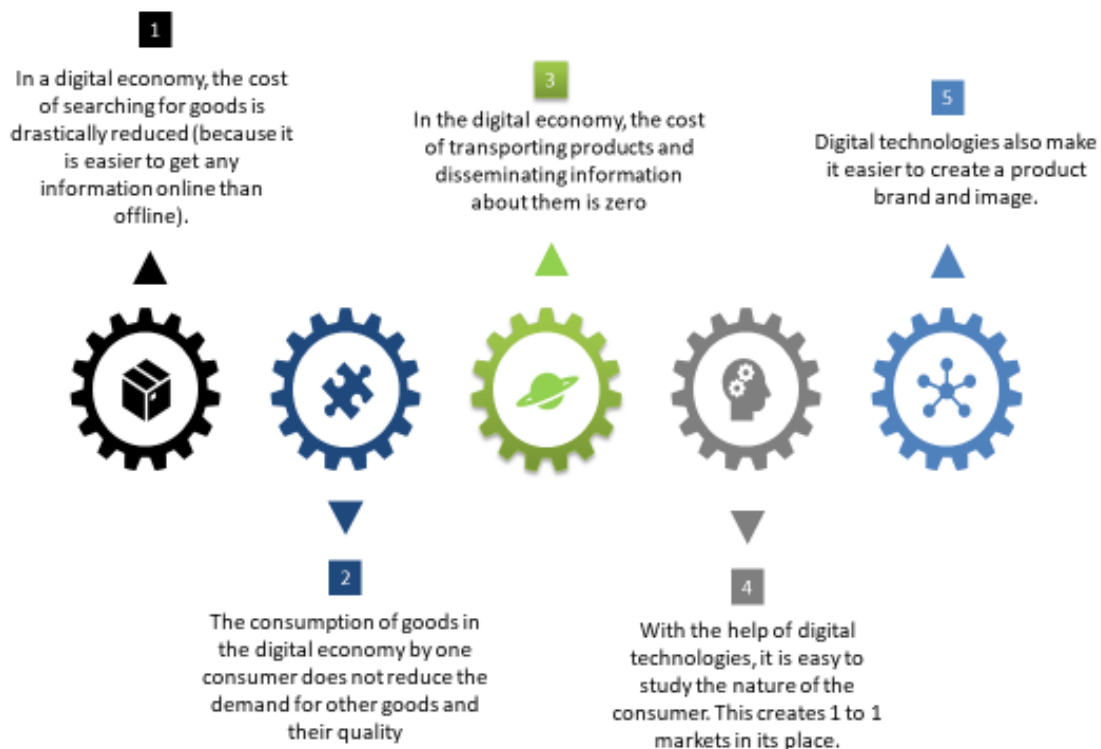 1
In a digital economy, the cost
of searching for goods is
drastically reduced (because it
is easier to get any
information online than
offline).
2
The consumption of goods in
the digital economy by one
consumer does not reduce the
demand for other goods and
their quality
3
In the digital economy, the cost
of transporting products and
disseminating information
about them is zero
4
With the help of digital
technologies, it is easy to
study the nature of the
consumer. This creates 1 to 1
markets in its place.
5
Digital technologies also make
it easier to create a product
brand and image.